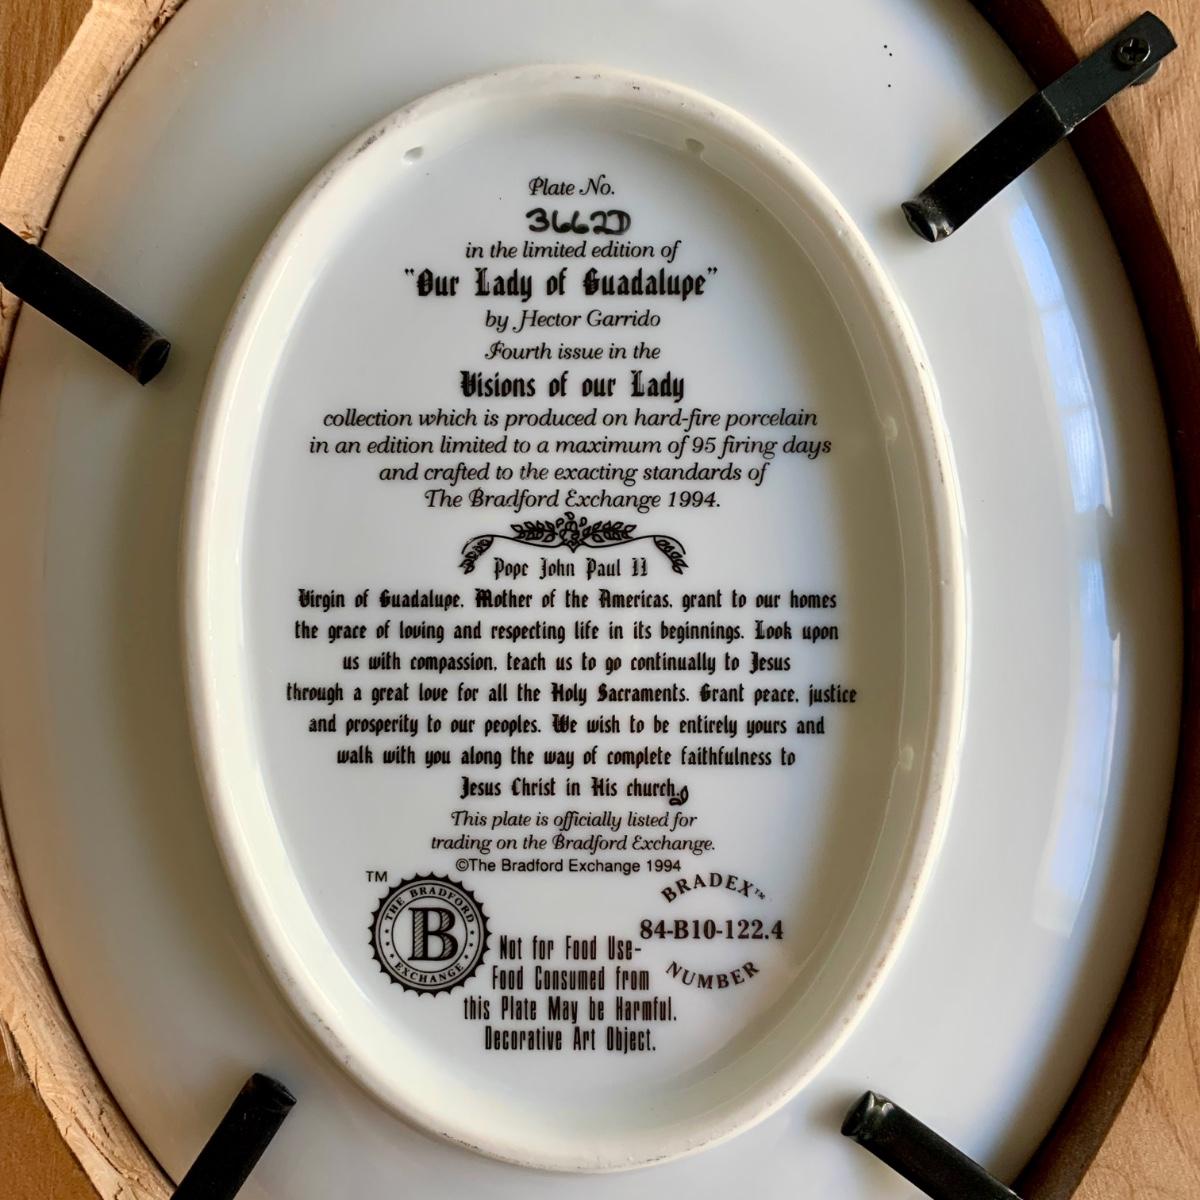 Plate No.
3662D
in the limited edition of
"Our Lady of Guadalupe"
by Hector Garrido
Fourth issue in the
Visions of our Lady
collection which is produced on hard-fire porcelain
in an edition limited to a maximum of 95 firing days
and crafted to the exacting standards of
The Bradford Exchange 1994.
Pope John Paul II
Virgin of Guadalupe, Mother of the Americas, grant to our homes
the grace of loving and respecting life in its beginnings. Look upon
us with compassion, teach us to go continually to Jesus
through a great love for all the Holy Sacraments. Grant peace, justice
and prosperity to our peoples. We wish to be entirely yours and
walk with you along the way of complete faithfulness to
Jesus Christ in His church.
This plate is officially listed for
trading on the Bradford Exchange.
©The Bradford Exchange 1994
TM
THE BRADFORD
B
EXCHANGE
BRADEX™
84-B10-122.4
NUMBER
Not for Food Use-
Food Consumed from
this Plate May be Harmful.
Decorative Art Object.